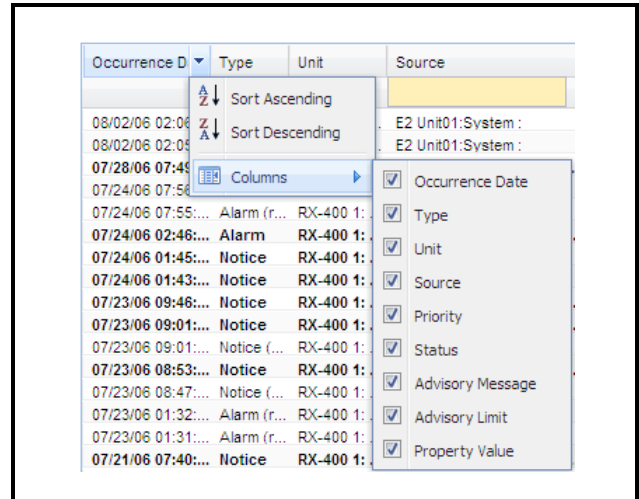 Occurrence D Type Unit Source
Sort Ascending
Sort Descending
Columns
Occurrence Date
Type
Unit
Source
Priority
Status
Advisory Message
Advisory Limit
Property Value
08/02/06 02:06 . E2 Unit01:System :
08/02/06 02:05 . E2 Unit01:System :
07/28/06 07:49
07/24/06 07:56
07/24/06 07:55:... Alarm (r... RX-400 1: .
07/24/06 02:46:... Alarm RX-400 1: .
07/24/06 01:45:... Notice RX-400 1: .
07/24/06 01:43:... Notice RX-400 1: .
07/23/06 09:46:... Notice RX-400 1: .
07/23/06 09:01:... Notice RX-400 1: .
07/23/06 09:01:... Notice (... RX-400 1: .
07/23/06 08:53:... Notice RX-400 1: .
07/23/06 08:47:... Notice (... RX-400 1: .
07/23/06 01:32:... Alarm (r... RX-400 1: .
07/23/06 01:31:... Alarm (r... RX-400 1: .
07/21/06 07:40:... Notice RX-400 1: .